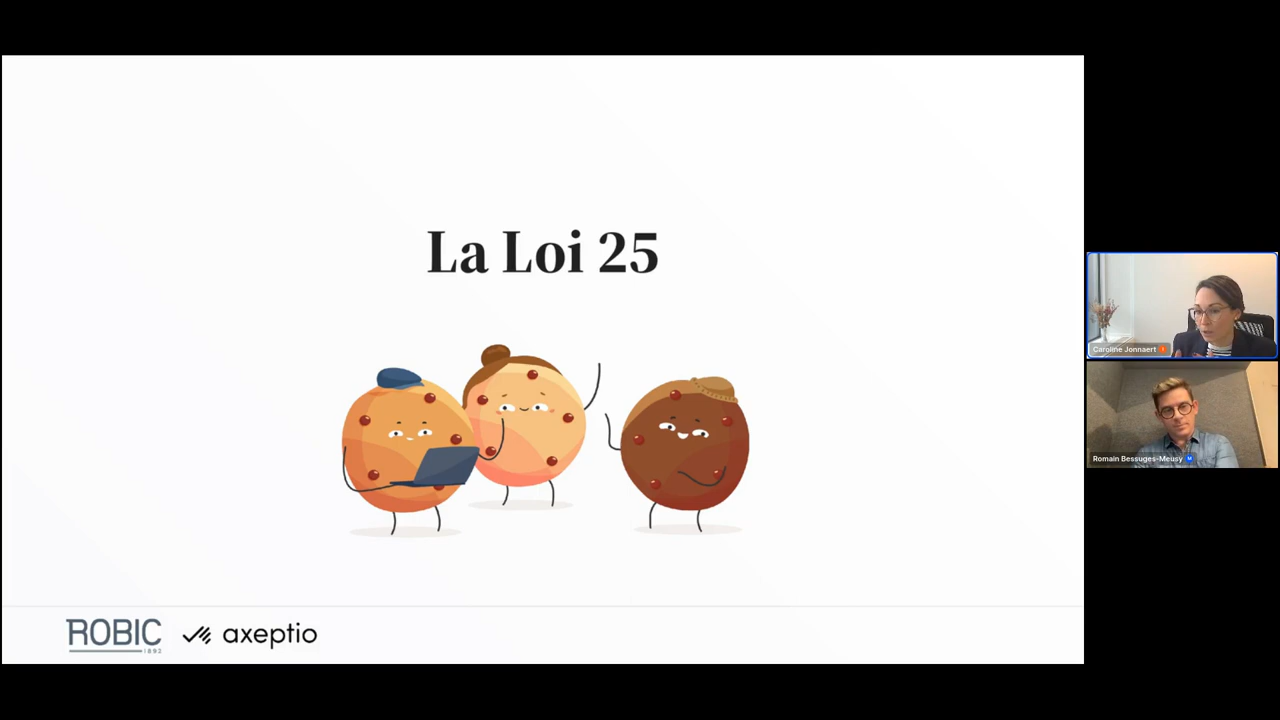 La Loi 25
Caroline Jonnaert
Romain Bessuges-Meusy
ROBIC
1892
axeptio